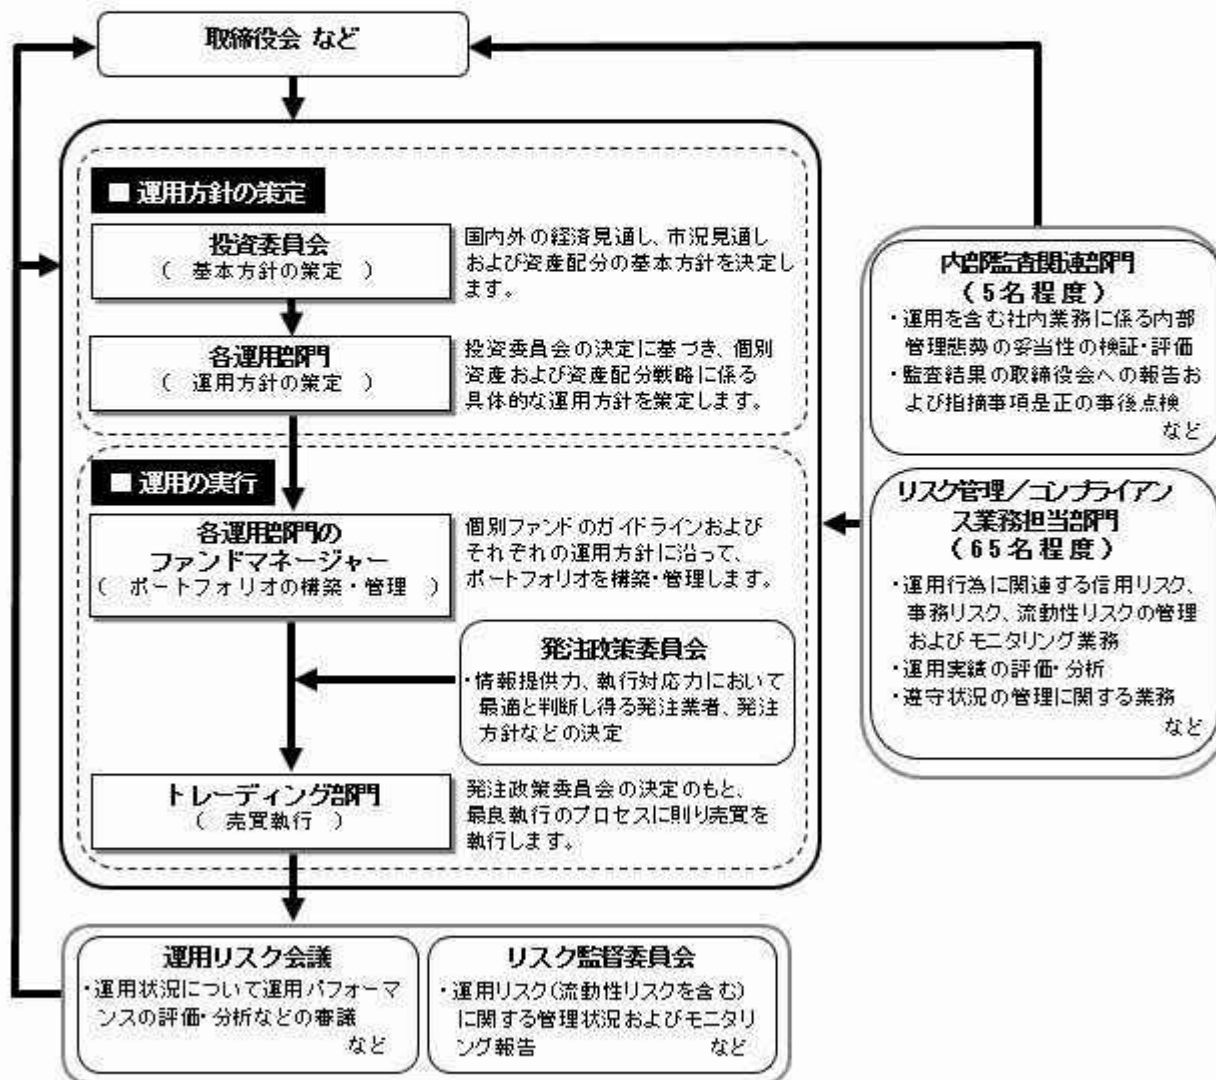 取締役会 など
■ 運用方針の策定
投資委員会
( 基本方針の策定 )
国内外の経済見通し、市況見通し
および資産配分の基本方針を決定し
ます。
各運用部門
( 運用方針の策定 )
投資委員会の決定に基づき、個別
資産および資産配分戦略に係る
具体的な運用方針を策定します。
■ 運用の実行
各運用部門の
ファンドマネージャー
( ポートフォリオの構築・管理 )
個別ファンドのガイドラインおよび
それぞれの運用方針に沿って、
ポートフォリオを構築・管理します。
発注政策委員会
・情報提供力、執行対応力において
最適と判断し得る発注業者、発注
方針などの決定
トレーディング部門
( 売買執行 )
発注政策委員会の決定のもと、
最良執行のプロセスに則り売買を
執行します。
内部監査関連部門
(5名程度)
・運用を含む社内業務に係る内部
管理態勢の妥当性の検証・評価
・監査結果の取締役会への報告お
よび指摘事項是正の事後点検
など
リスク管理/コンプライアン
ス業務担当部門
(65名程度)
・運用行為に関連する信用リスク、
事務リスク、流動性リスクの管理
およびモニタリング業務
・運用実績の評価・分析
・遵守状況の管理に関する業務
など
運用リスク会議
・運用状況について運用パフォーマ
ンスの評価・分析などの審議
など
リスク監督委員会
・運用リスク(流動性リスクを含む)
に関する管理状況およびモニタリ
ング報告 など